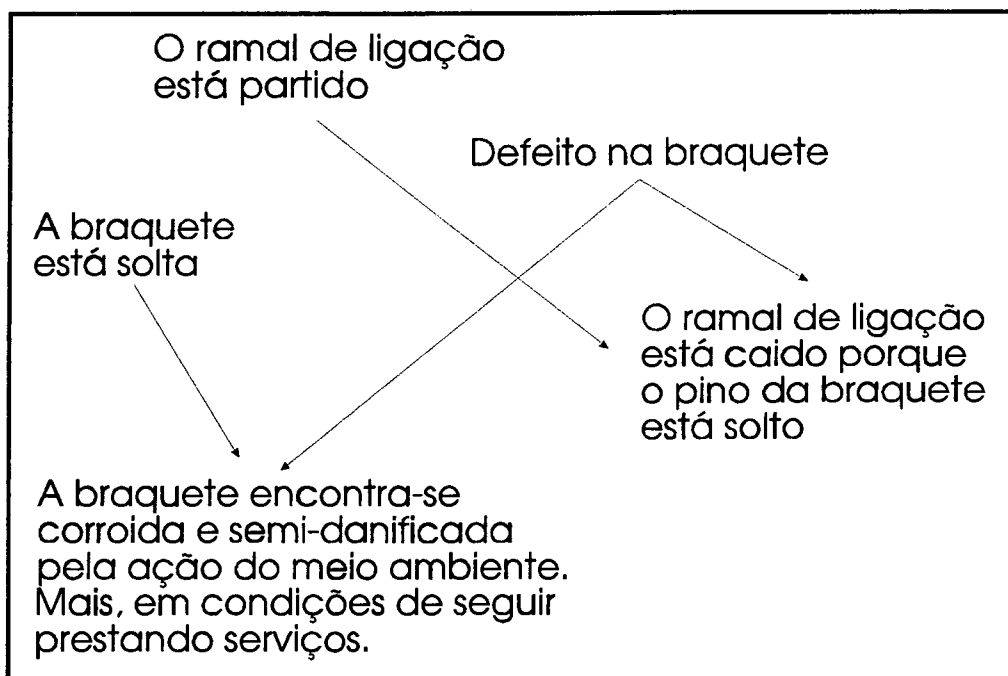 O ramal de ligação
está partido
Defeito na braquete
A braquete
está solta
O ramal de ligação
está caido porque
o pino da braquete
está solto
A braquete encontra-se
corroida e semi-danificada
pela ação do meio ambiente.
Mais, em condições de seguir
prestando serviços.